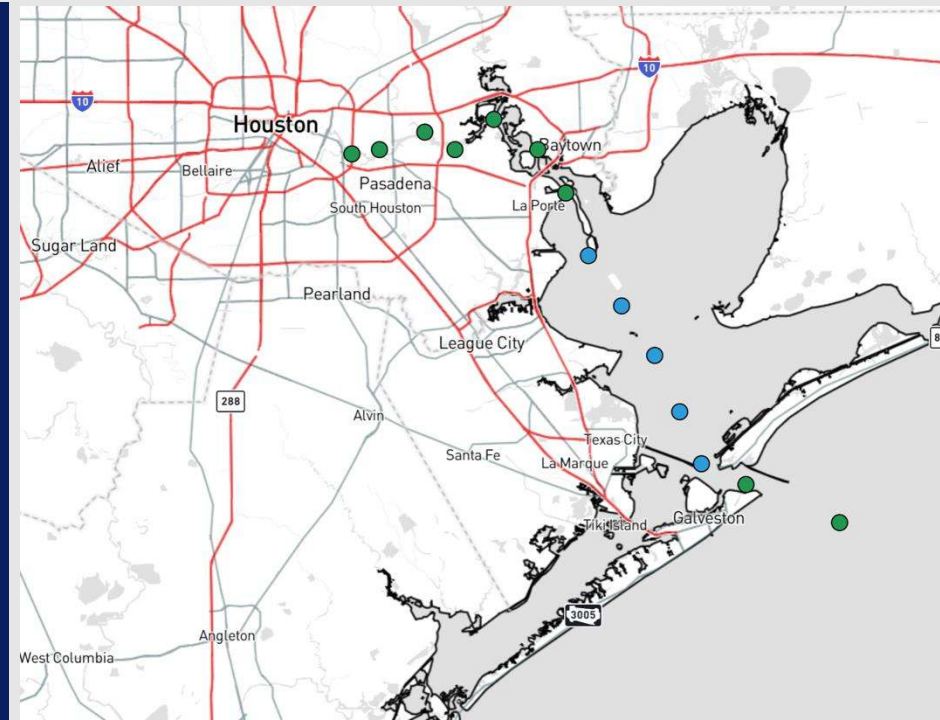 10
10
Houston
Baytown
Alief
Bellaire
Pasadena
South Houston
La Porte
Sugar Land
Pearland
League City
8
288
Alvin
Texas City
Santa Fe
La Marque
Galveston
Tiki Island
3005
Angleton
West Columbia